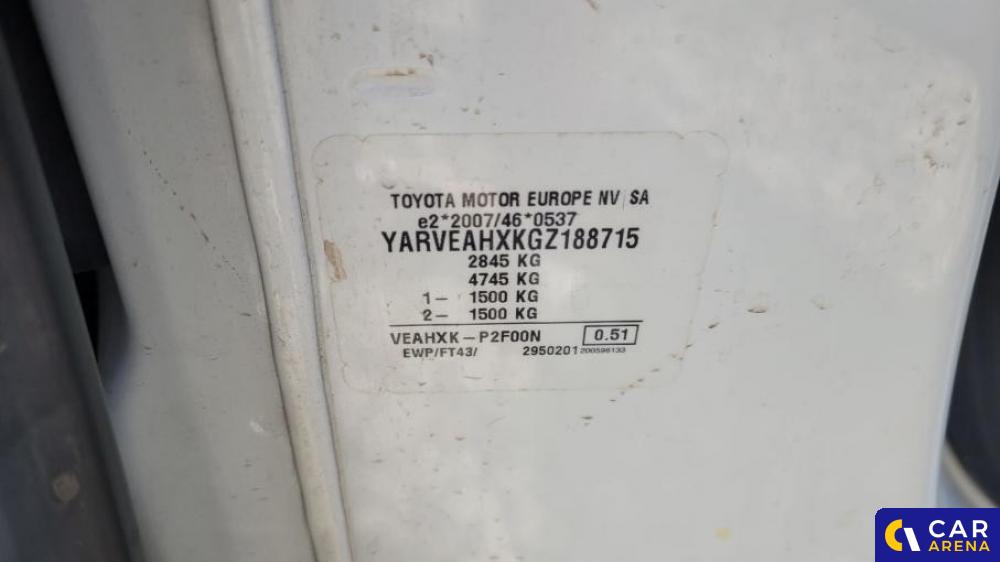 TOYOTA MOTOR EUROPE NV SA
e2*2007/46*0537
YARVEAHXKGZ188715
2845 KG
4745 KG
1- 1500 KG
2- 1500 KG
VEAHXK-P2F00N 0.51
EWP/FT43/ 2950201 200596133
CAR
ARENA